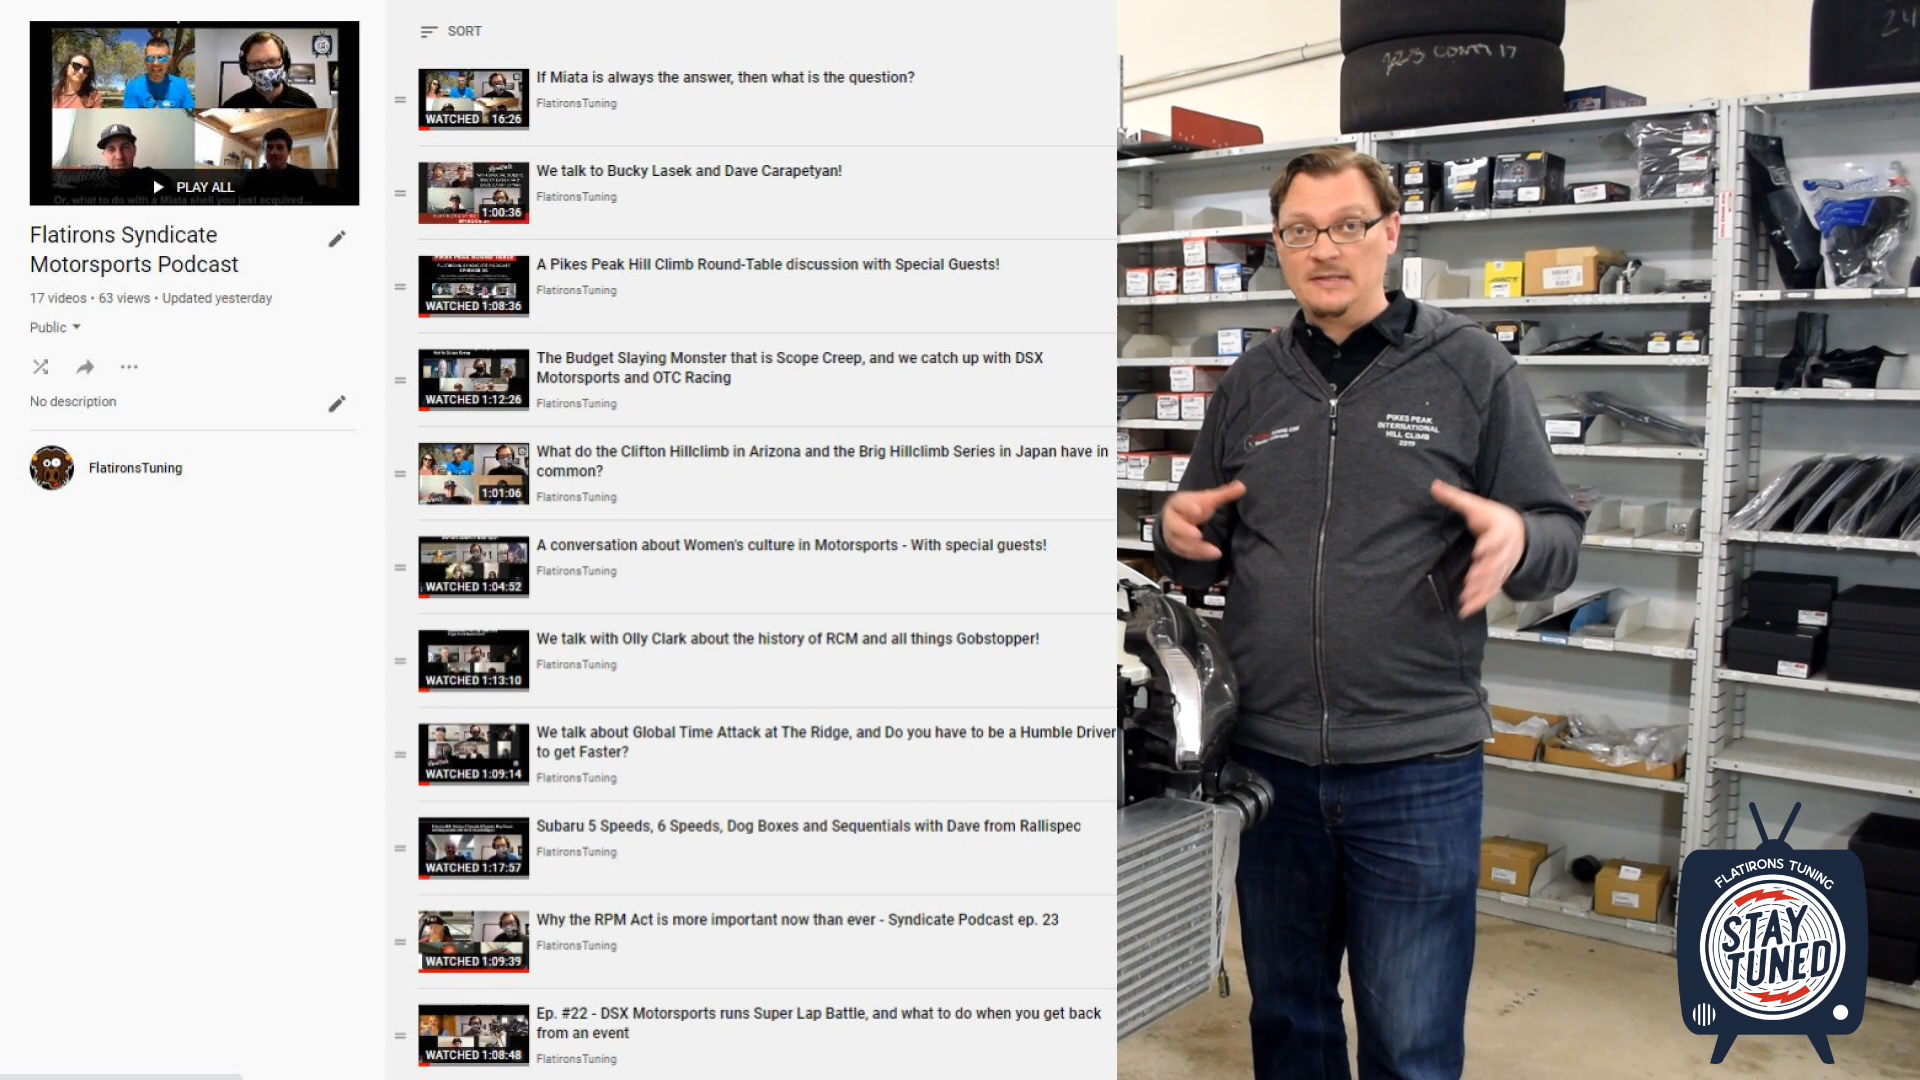 PLAY ALL
Or, what to do with a Miata shell you just acquired...
Flatirons Syndicate
Motorsports Podcast
17 videos • 63 views • Updated yesterday
Public
No description
FlatironsTuning
SORT
If Miata is always the answer, then what is the question?
FlatironsTuning
WATCHED 16:26
We talk to Bucky Lasek and Dave Carapetyan!
FlatironsTuning
1:00:36
A Pikes Peak Hill Climb Round-Table discussion with Special Guests!
FlatironsTuning
WATCHED 1:08:36
The Budget Slaying Monster that is Scope Creep, and we catch up with DSX
Motorsports and OTC Racing
FlatironsTuning
WATCHED 1:12:26
What do the Clifton Hillclimb in Arizona and the Brig Hillclimb Series in Japan have in
common?
FlatironsTuning
1:01:06
A conversation about Women's culture in Motorsports - With special guests!
FlatironsTuning
WATCHED 1:04:52
We talk with Olly Clark about the history of RCM and all things Gobstopper!
FlatironsTuning
WATCHED 1:13:10
We talk about Global Time Attack at The Ridge, and Do you have to be a Humble Driver
to get Faster?
FlatironsTuning
WATCHED 1:09:14
Subaru 5 Speeds, 6 Speeds, Dog Boxes and Sequentials with Dave from Rallispec
FlatironsTuning
WATCHED 1:17:57
Why the RPM Act is more important now than ever - Syndicate Podcast ep. 23
FlatironsTuning
WATCHED 1:09:39
Ep. #22 - DSX Motorsports runs Super Lap Battle, and what to do when you get back
from an event
FlatironsTuning
WATCHED 1:08:48
PIKES PEAK
INTERNATIONAL
HILL CLIMB
2019
FLATIRONS TUNING
STAY
TUNED